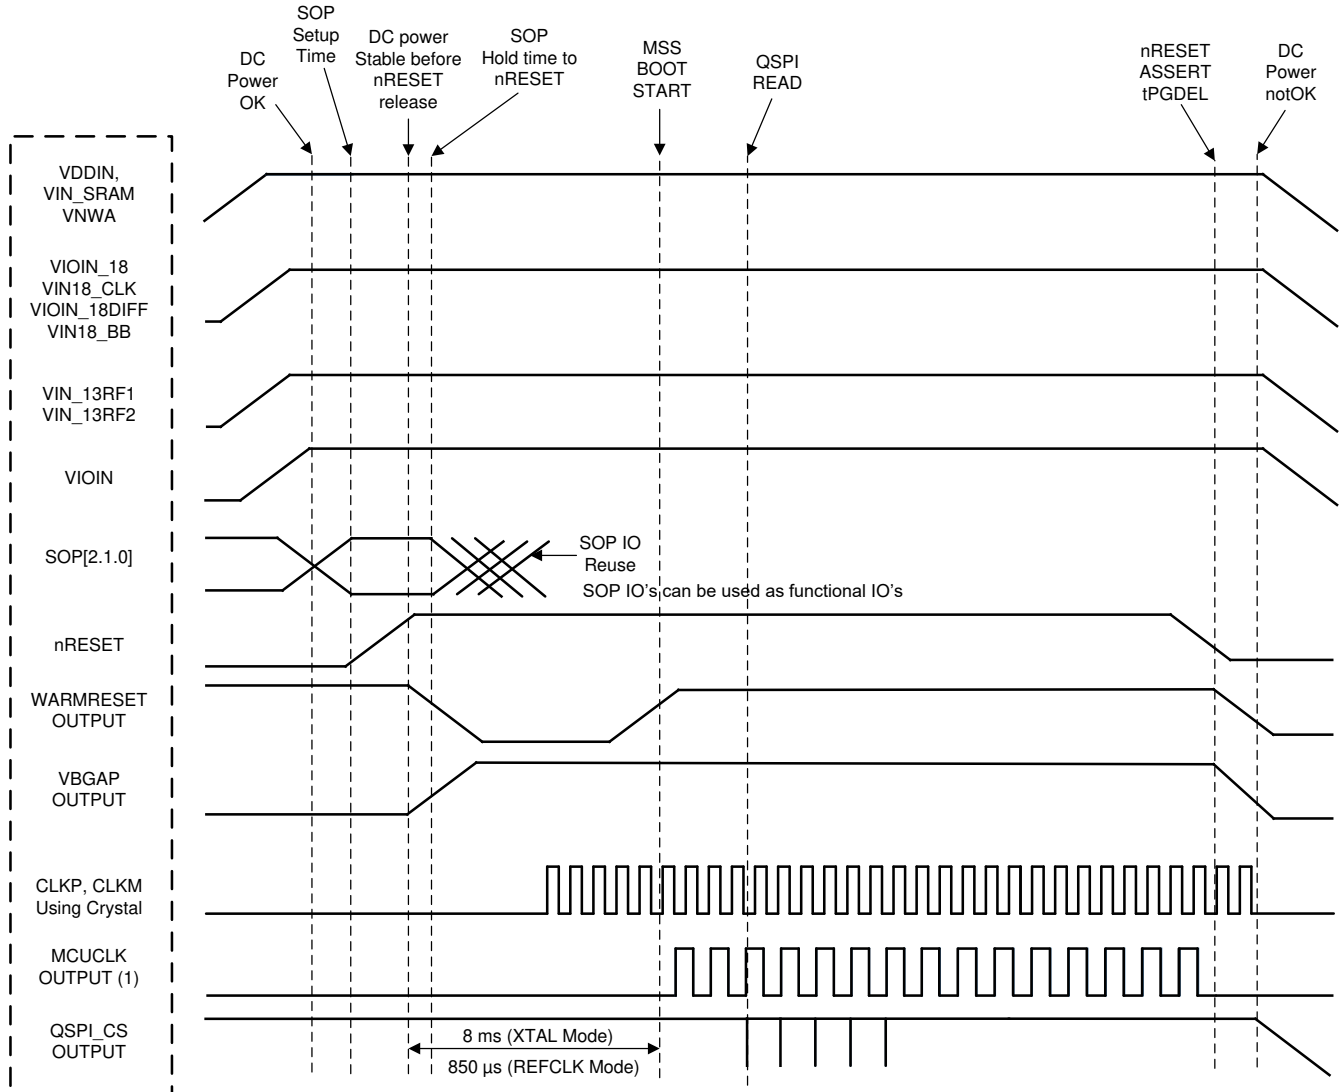 SOP
Setup
Time
DC power
Stable before
nRESET
release
SOP
Hold time to
nRESET
DC
Power
OK
MSS
BOOT
START
QSPI
READ
nRESET
ASSERT
tPGDEL
DC
Power
notOK
VDDIN,
VIN_SRAM
VNWA
VIOIN_18
VIN18_CLK
VIOIN_18DIFF
VIN18_BB
VIN_13RF1
VIN_13RF2
VIOIN
SOP[2.1.0]
SOP IO
Reuse
SOP IO's can be used as functional IO's
nRESET
WARMRESET
OUTPUT
VBGAP
OUTPUT
CLKP, CLKM
Using Crystal
MCUCLK
OUTPUT (1)
QSPI_CS
OUTPUT
8 ms (XTAL Mode)
850 µs (REFCLK Mode)